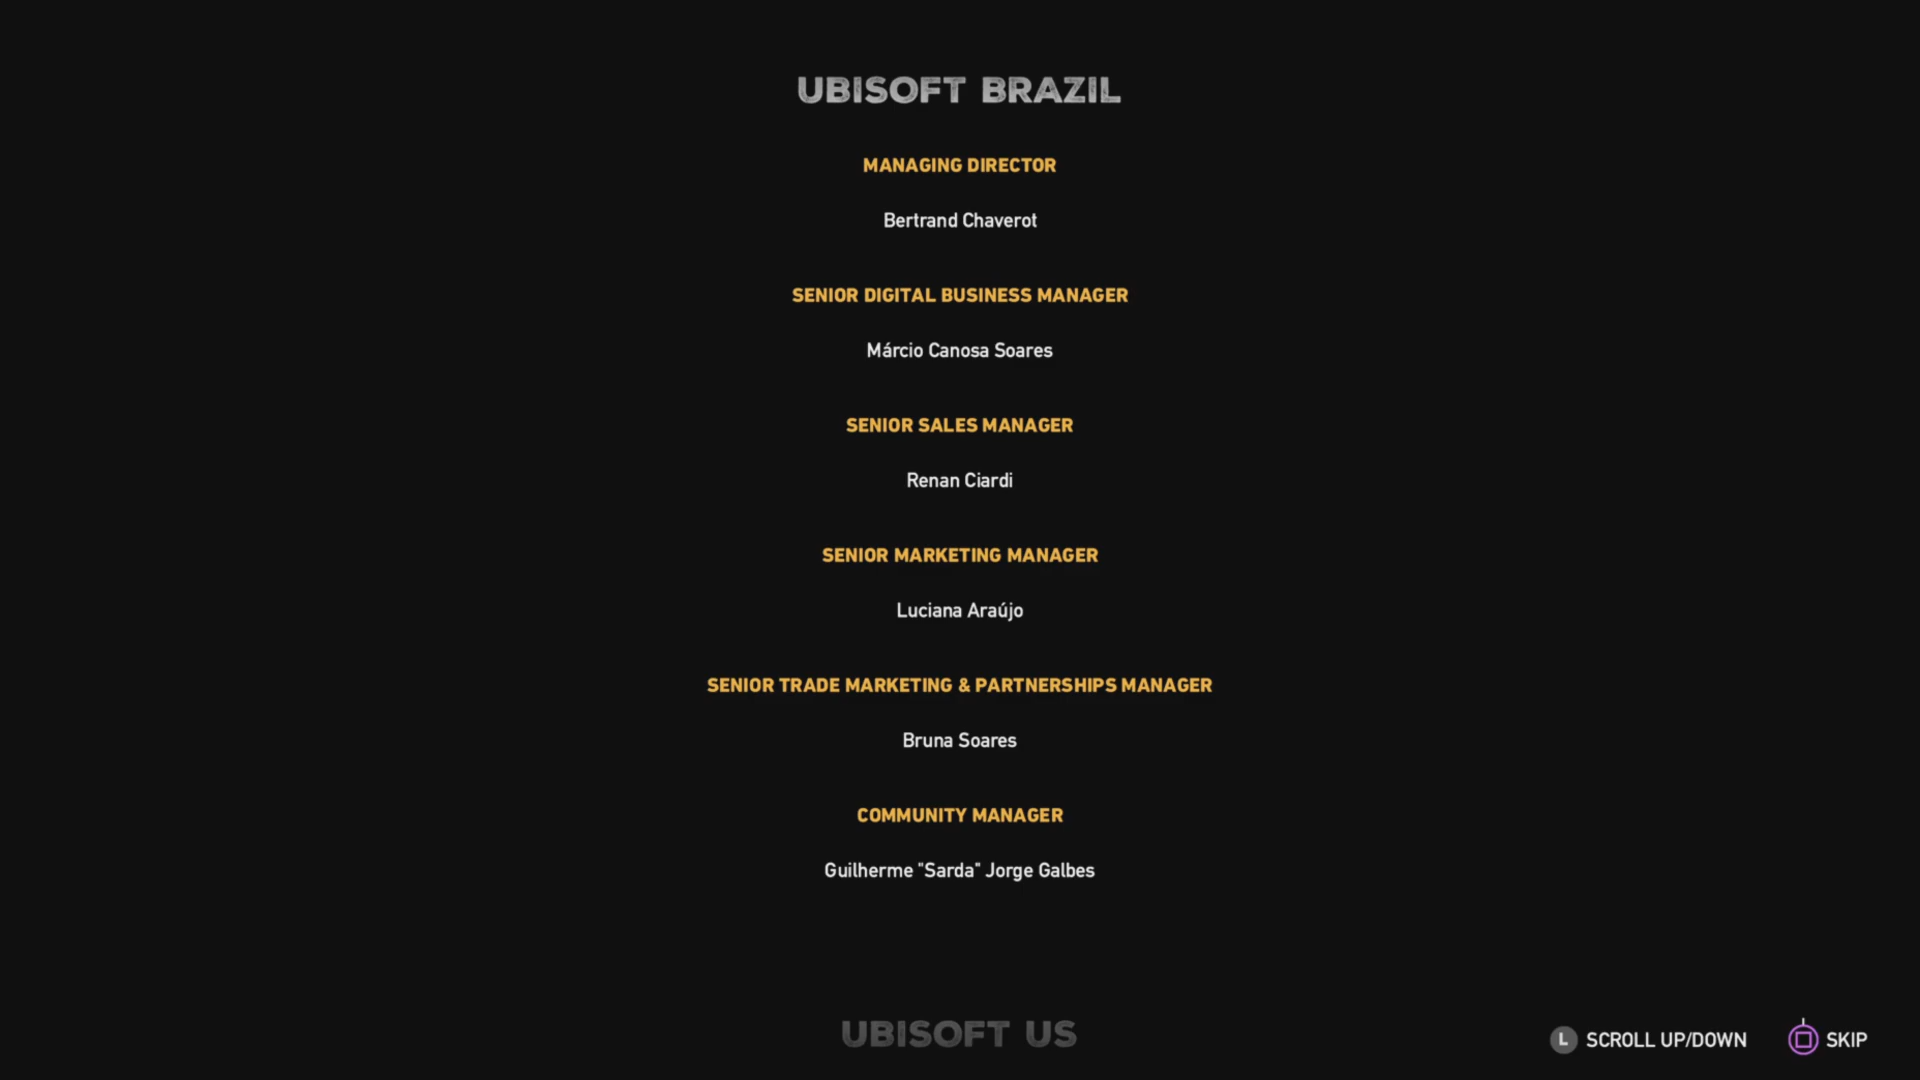 UBISOFT BRAZIL
MANAGING DIRECTOR
Bertrand Chaverot
SENIOR DIGITAL BUSINESS MANAGER
Márcio Canosa Soares
SENIOR SALES MANAGER
Renan Ciardi
SENIOR MARKETING MANAGER
Luciana Araújo
SENIOR TRADE MARKETING & PARTNERSHIPS MANAGER
Bruna Soares
COMMUNITY MANAGER
Guilherme "Sarda" Jorge Galbes
UBISOFT US
L SCROLL UP/DOWN SKIP